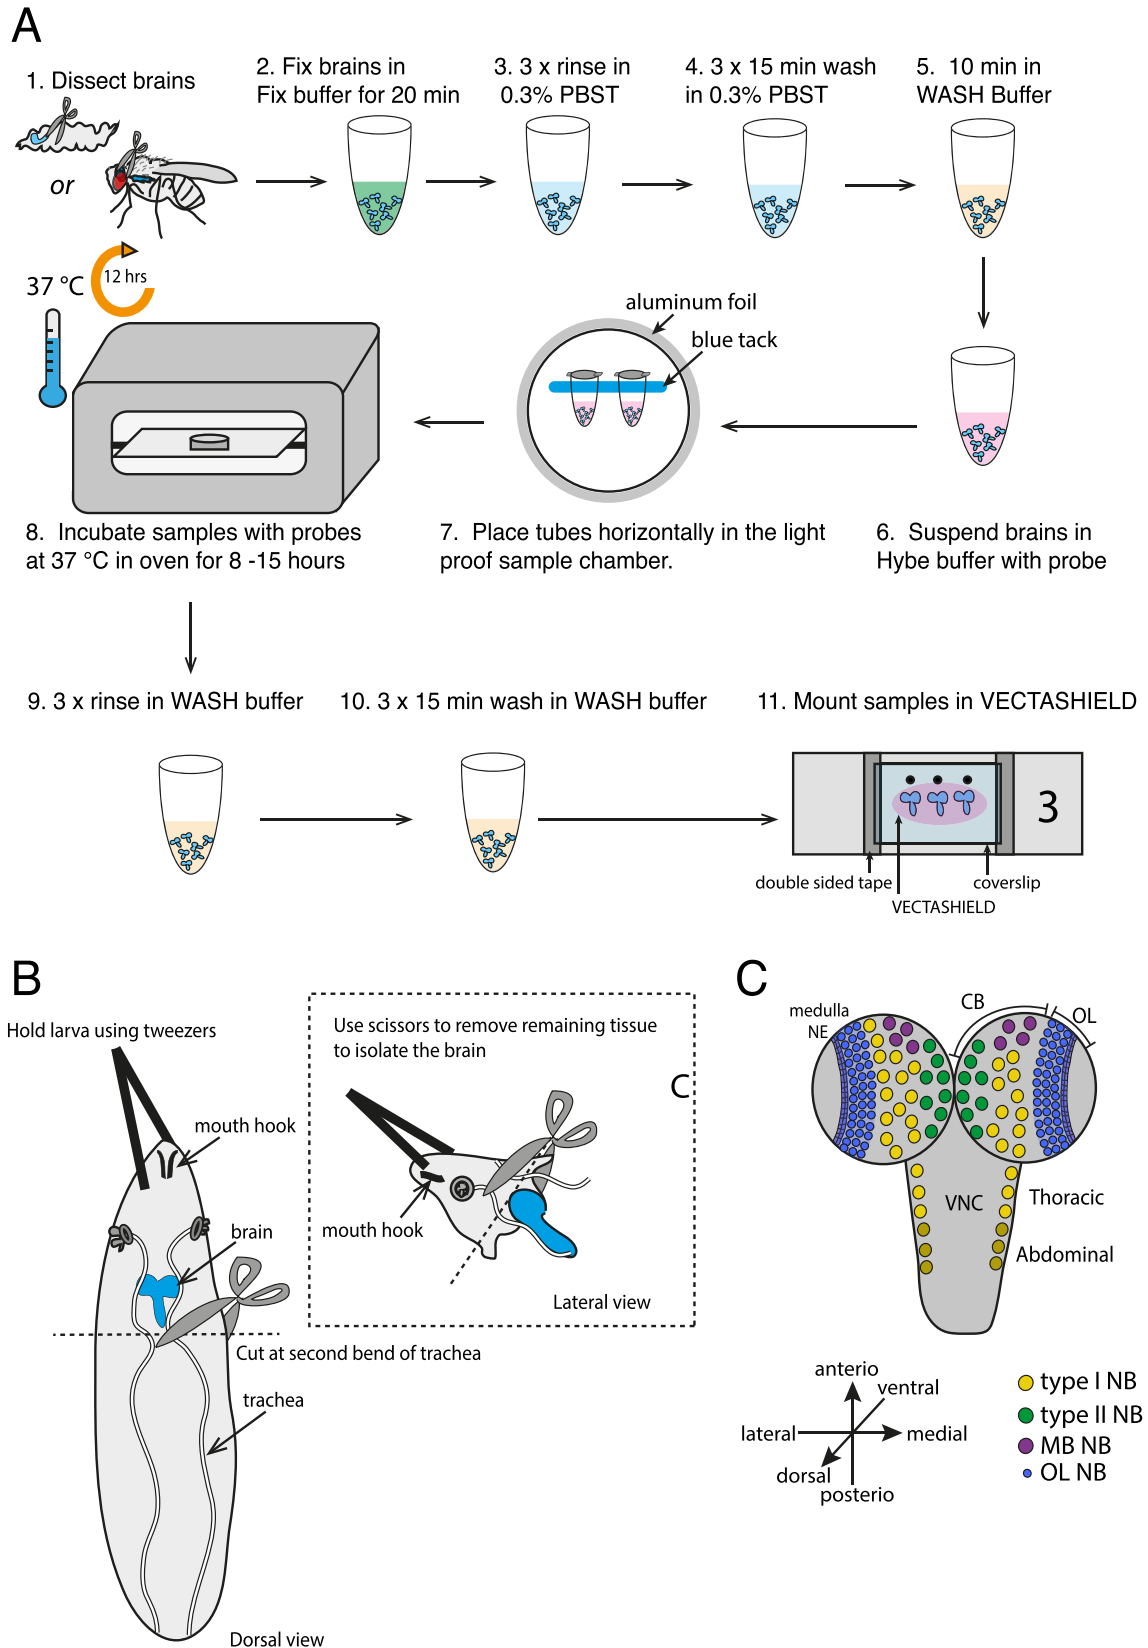 A
1. Dissect brains
or
2. Fix brains in
Fix buffer for 20 min
3. 3 x rinse in
0.3% PBST
4. 3 x 15 min wash
in 0.3% PBST
5. 10 min in
WASH Buffer
37 °C
12 hrs
aluminum foil
blue tack
8. Incubate samples with probes
at 37 °C in oven for 8 -15 hours
7. Place tubes horizontally in the light
proof sample chamber.
6. Suspend brains in
Hybe buffer with probe
9. 3 x rinse in WASH buffer
10. 3 x 15 min wash in WASH buffer
11. Mount samples in VECTASHIELD
3
double sided tape
coverslip
VECTASHIELD
B
Hold larva using tweezers
mouth hook
brain
Cut at second bend of trachea
trachea
Dorsal view
Use scissors to remove remaining tissue
to isolate the brain
C
mouth hook
Lateral view
C
medulla
NE
CB
OL
VNC
Thoracic
Abdominal
anterio
ventral
lateral
medial
dorsal
posterio
type I NB
type II NB
MB NB
OL NB